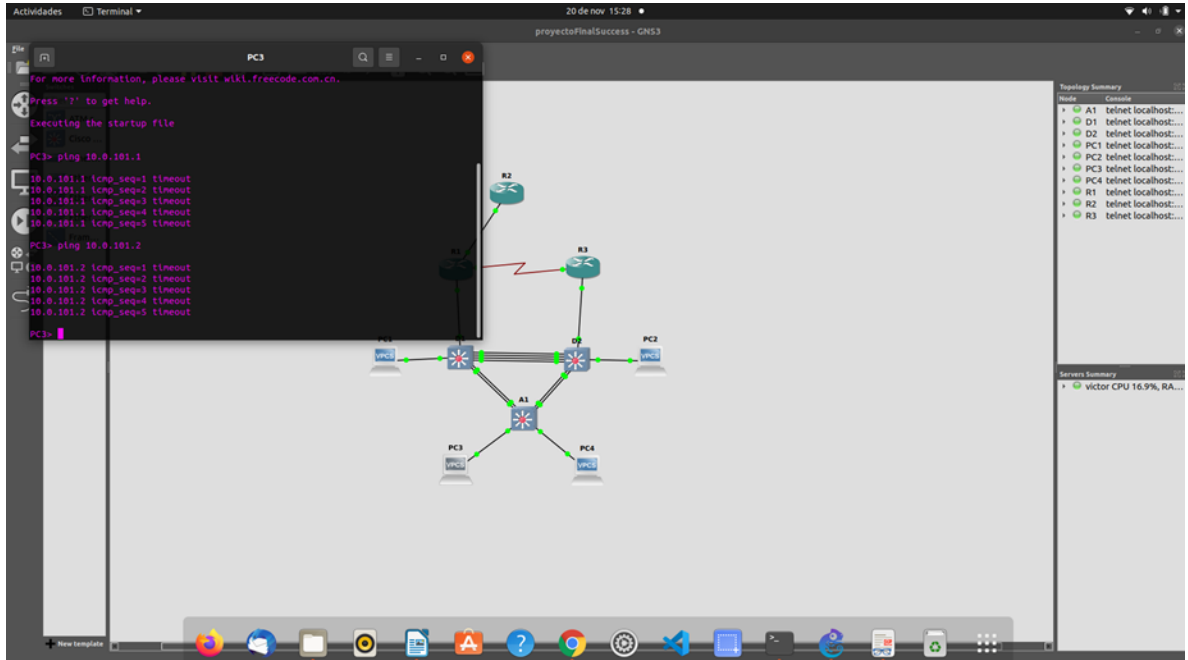 Actividades
Terminal
20 de nov 15:28
proyectoFinalSuccess - GNS3
File
PC3
For more information, please visit wiki.freecode.com.cn.
Press '?' to get help.
Executing the startup file
PC3> ping 10.0.101.1
10.0.101.1 icmp_seq=1 timeout
10.0.101.1 icmp_seq=2 timeout
10.0.101.1 icmp_seq=3 timeout
10.0.101.1 icmp_seq=4 timeout
10.0.101.1 icmp_seq=5 timeout
PC3> ping 10.0.101.2
10.0.101.2 icmp_seq=1 timeout
10.0.101.2 icmp_seq=2 timeout
10.0.101.2 icmp_seq=3 timeout
10.0.101.2 icmp_seq=4 timeout
10.0.101.2 icmp_seq=5 timeout
PC3>
R2
R1
R3
D2
PC2
VPCS
VPCS
A1
PC3
PC4
VPCS
VPCS
Topology Summary
Node Console
A1 telnet localhost:...
D1 telnet localhost:...
D2 telnet localhost:...
PC1 telnet localhost:...
PC2 telnet localhost:...
PC3 telnet localhost:...
PC4 telnet localhost:...
R1 telnet localhost:...
R2 telnet localhost:...
R3 telnet localhost:...
Servers Summary
victor CPU 16.9%, RA...
New template